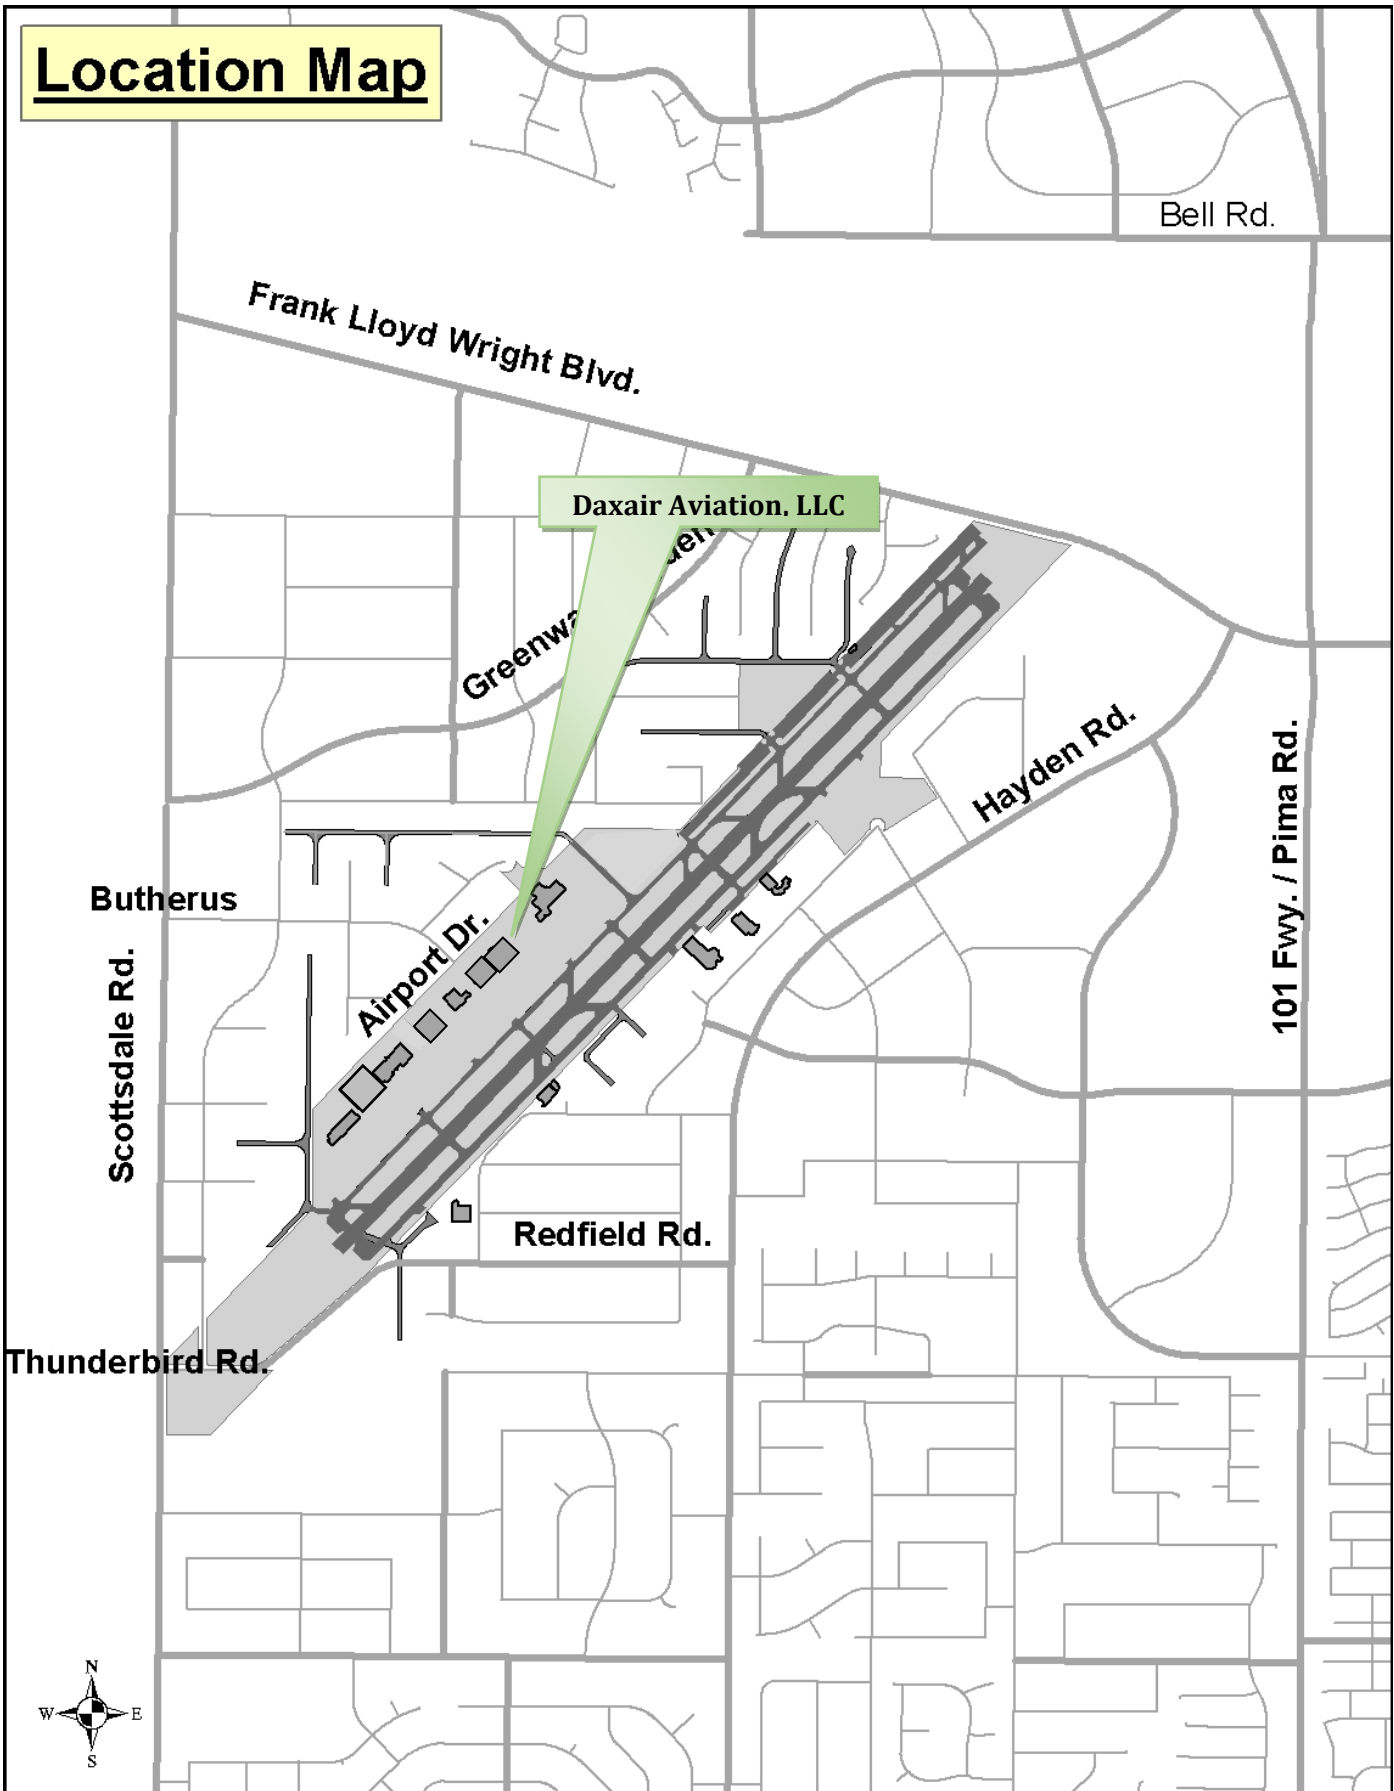 Location Map
Bell Rd.
Frank Lloyd Wright Blvd.
Daxair Aviation. LLC
Hayden Rd.
101 Fwy. / Pima Rd.
Butherus
Airport Dr.
Scottsdale Rd.
Redfield Rd.
Thunderbird Rd.
N
W E
S